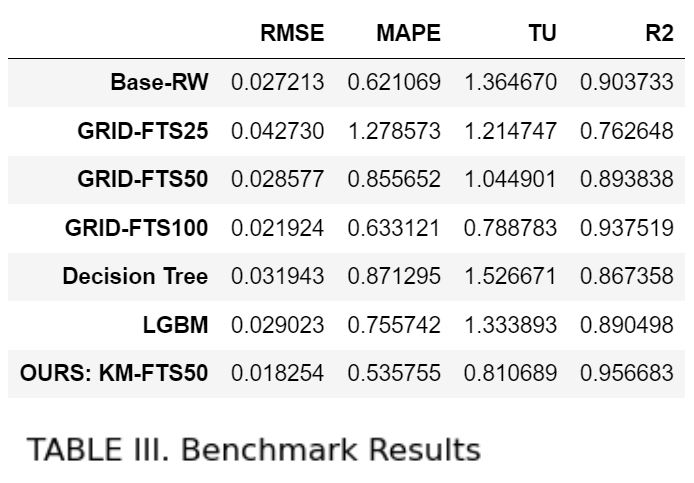 RMSE MAPE TU R2
Base-RW 0.027213 0.621069 1.364670 0.903733
GRID-FTS25 0.042730 1.278573 1.214747 0.762648
GRID-FTS50 0.028577 0.855652 1.044901 0.893838
GRID-FTS100 0.021924 0.633121 0.788783 0.937519
Decision Tree 0.031943 0.871295 1.526671 0.867358
LGBM 0.029023 0.755742 1.333893 0.890498
OURS: KM-FTS50 0.018254 0.535755 0.810689 0.956683
TABLE III. Benchmark Results